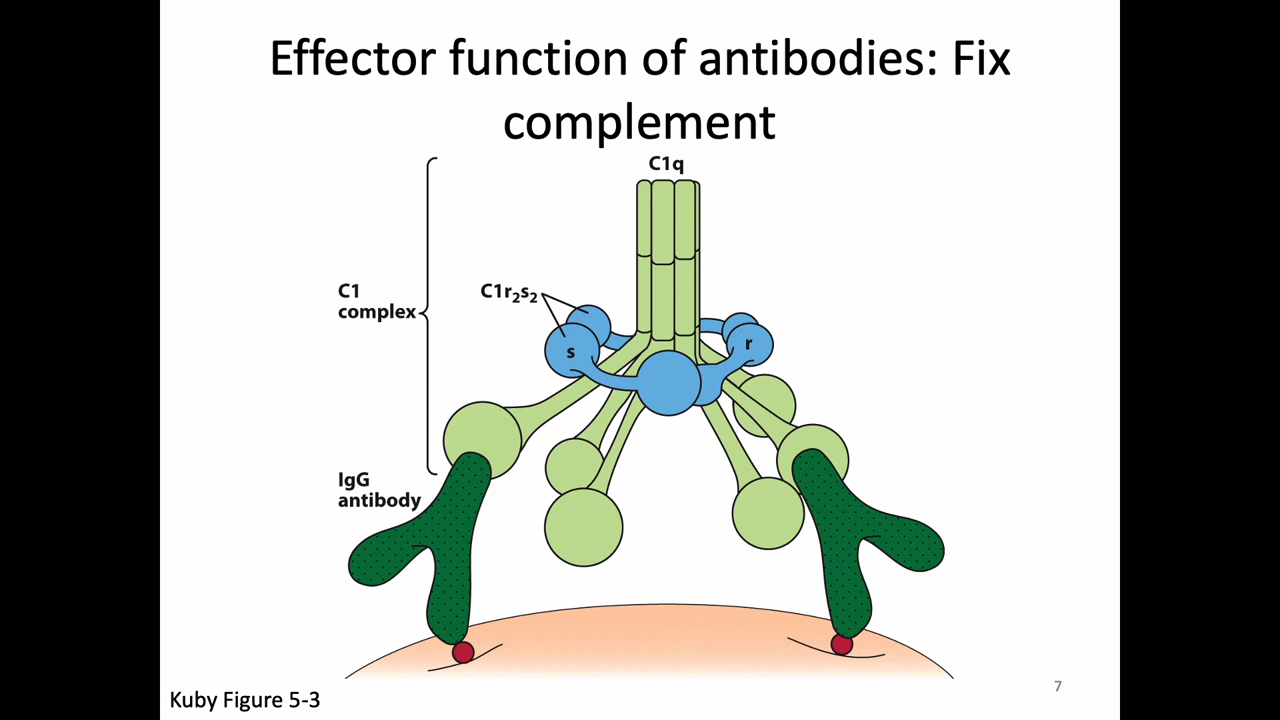 Effector function of antibodies: Fix
complement
C1q
C1
complex
C1r₂s₂
s
r
IgG
antibody
Kuby Figure 5-3
7